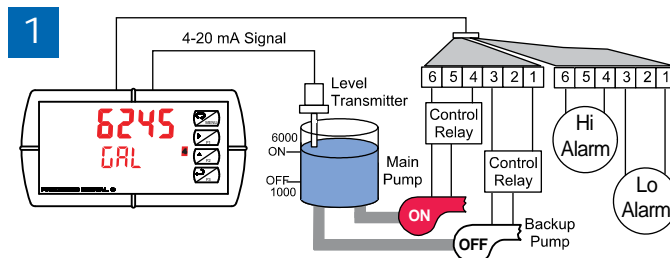 1
4-20 mA Signal
6245
GAL
PRECISION DIGITAL
Level
Transmitter
6000
ON
OFF
1000
Main
Pump
ON
OFF
Backup
Pump
6 5 4 3 2 1
6 5 4 3 2 1
Control
Relay
Control
Relay
Hi
Alarm
Lo
Alarm